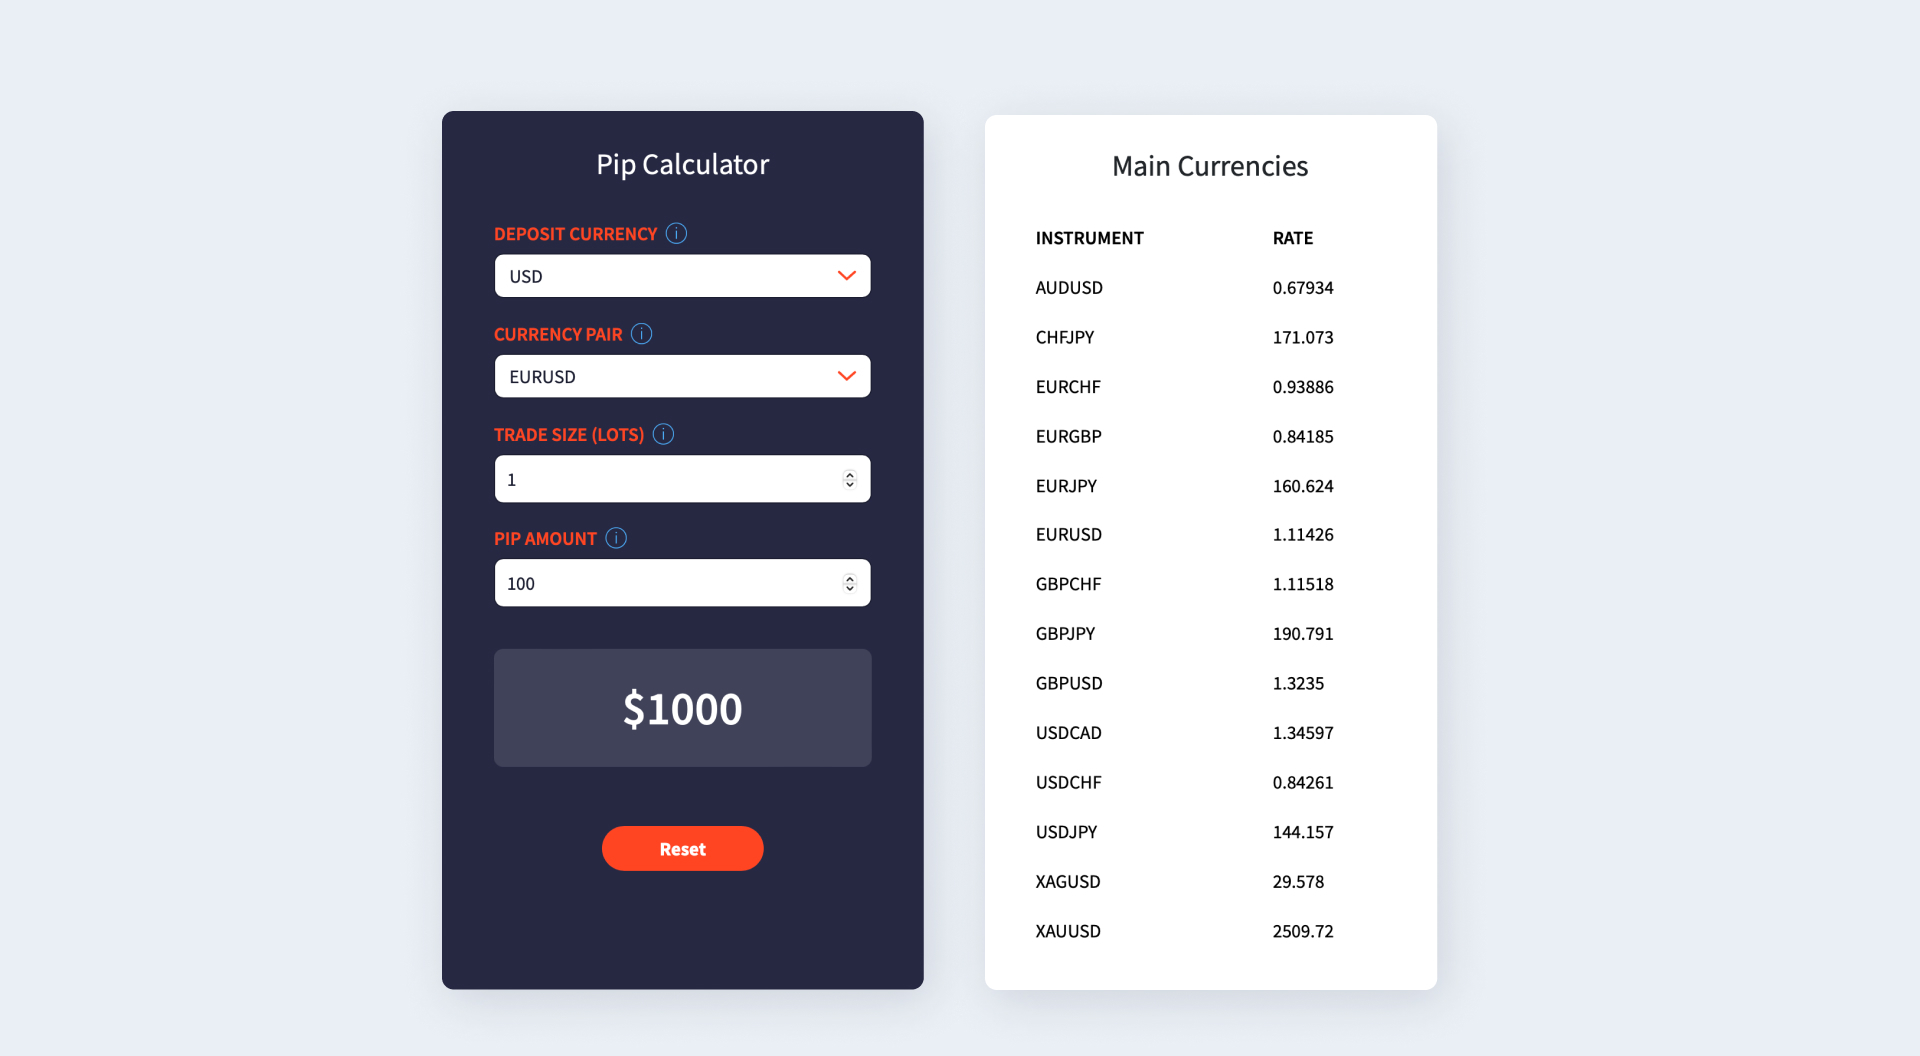 Pip Calculator
DEPOSIT CURRENCY
USD
CURRENCY PAIR
EURUSD
TRADE SIZE (LOTS)
1
PIP AMOUNT
100
$1000
Reset
Main Currencies
INSTRUMENT RATE
AUDUSD 0.67934
CHFJPY 171.073
EURCHF 0.93886
EURGBP 0.84185
EURJPY 160.624
EURUSD 1.11426
GBPCHF 1.11518
GBPJPY 190.791
GBPUSD 1.3235
USDCAD 1.34597
USDCHF 0.84261
USDJPY 144.157
XAGUSD 29.578
XAUUSD 2509.72